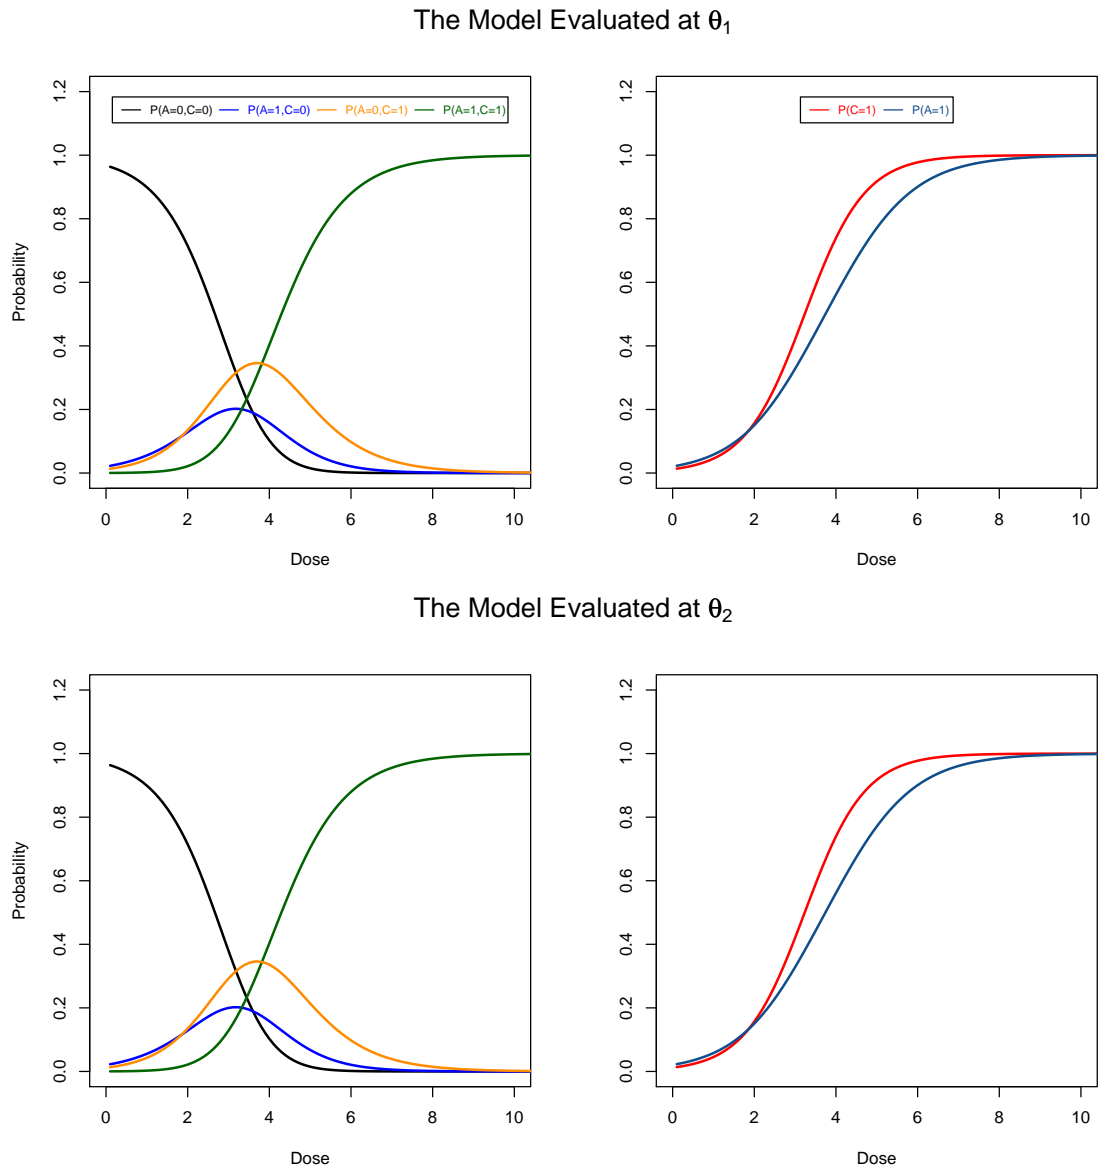 The Model Evaluated at θ1
P(A=0,C=0) P(A=1,C=0) P(A=0,C=1) P(A=1,C=1)
Probability
0.0 0.2 0.4 0.6 0.8 1.0 1.2
0 2 4 6 8 10
Dose
P(C=1) P(A=1)
0.0 0.2 0.4 0.6 0.8 1.0 1.2
0 2 4 6 8 10
Dose
The Model Evaluated at θ2
Probability
0.0 0.2 0.4 0.6 0.8 1.0 1.2
0 2 4 6 8 10
Dose
0.0 0.2 0.4 0.6 0.8 1.0 1.2
0 2 4 6 8 10
Dose